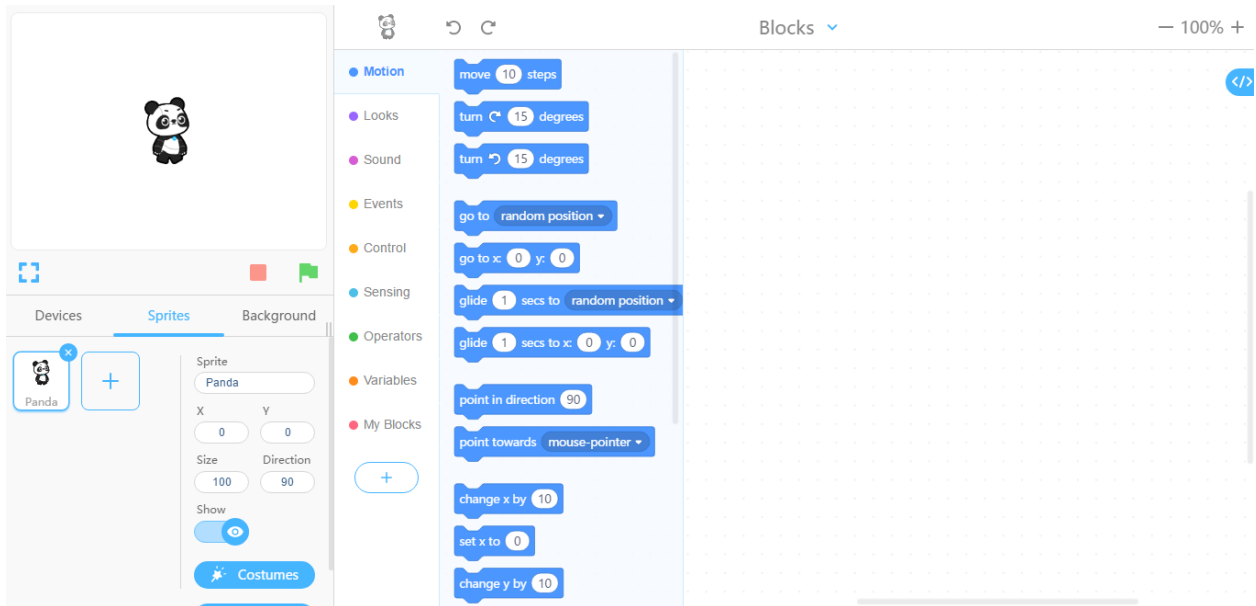 Blocks
100%
Motion
Looks
Sound
Events
Control
Sensing
Operators
Variables
My Blocks
move 10 steps
turn 15 degrees
turn 15 degrees
go to random position
go to x: 0 y: 0
glide 1 secs to random position
glide 1 secs to x: 0 y: 0
point in direction 90
point towards mouse-pointer
change x by 10
set x to 0
change y by 10
Devices Sprites Background
Panda
Sprite
Panda
X Y
0 0
Size Direction
100 90
Show
Costumes